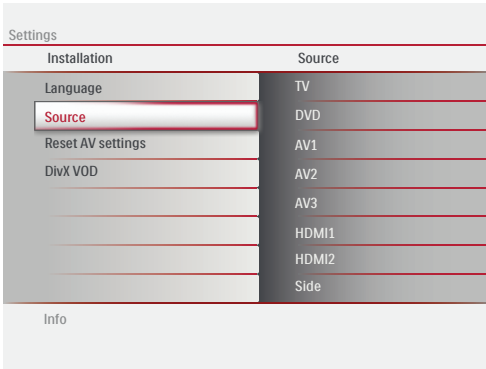 Settings
Installation
Source
Language
TV
Source
DVD
Reset AV settings
AV1
DivX VOD
AV2
AV3
HDMI1
HDMI2
Side
Info